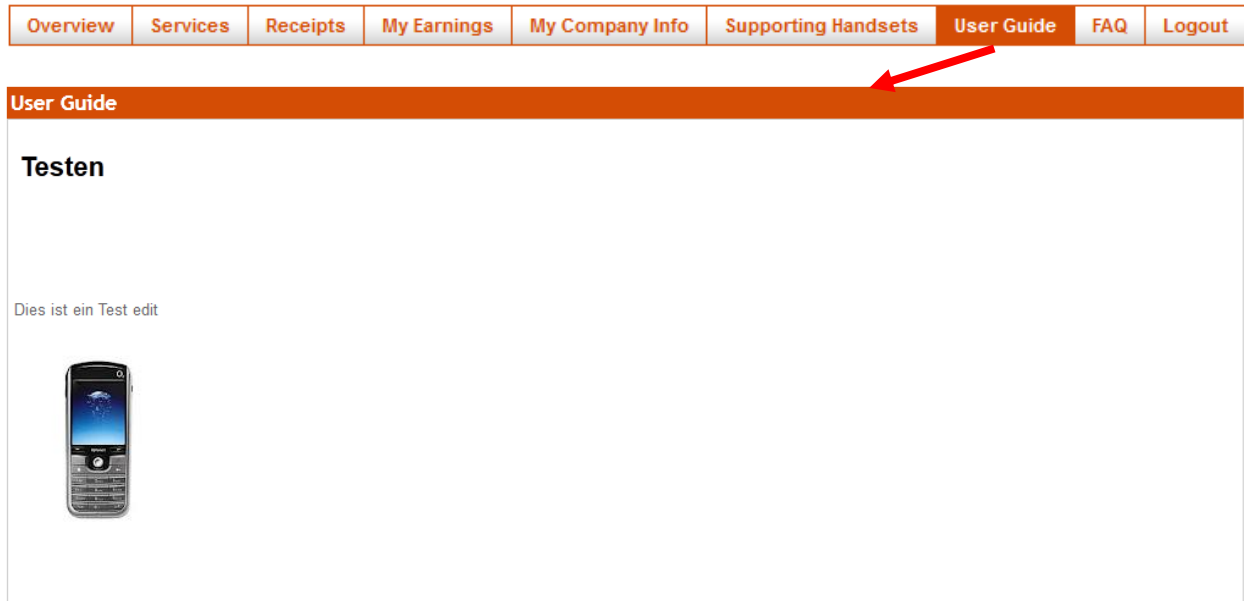 Overview Services Receipts My Earnings My Company Info Supporting Handsets User Guide FAQ Logout
User Guide
Testen
Dies ist ein Test edit
O₂